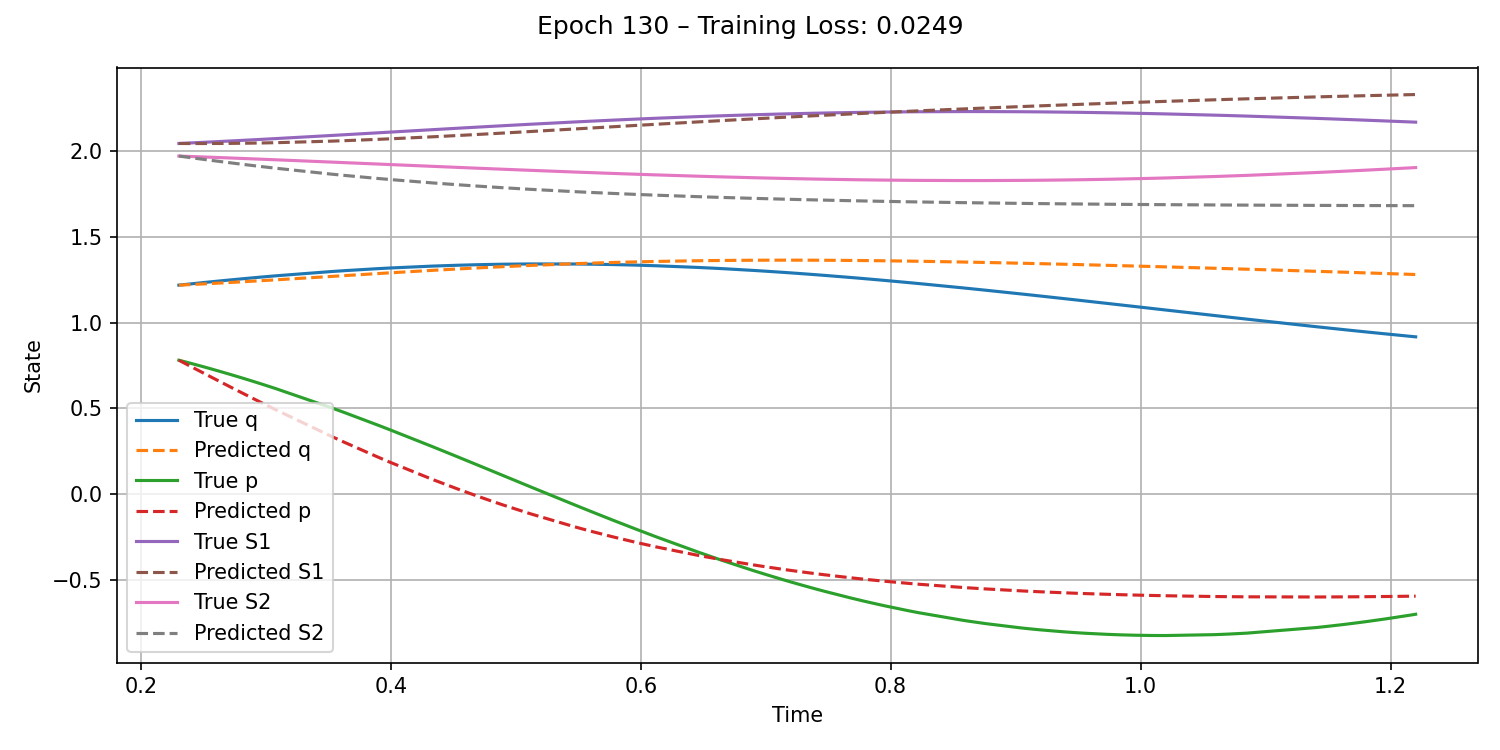 Epoch 130 – Training Loss: 0.0249
2.0
1.5
1.0
0.5
0.0
−0.5
State
True q
Predicted q
True p
Predicted p
True S1
Predicted S1
True S2
Predicted S2
0.2 0.4 0.6 0.8 1.0 1.2
Time